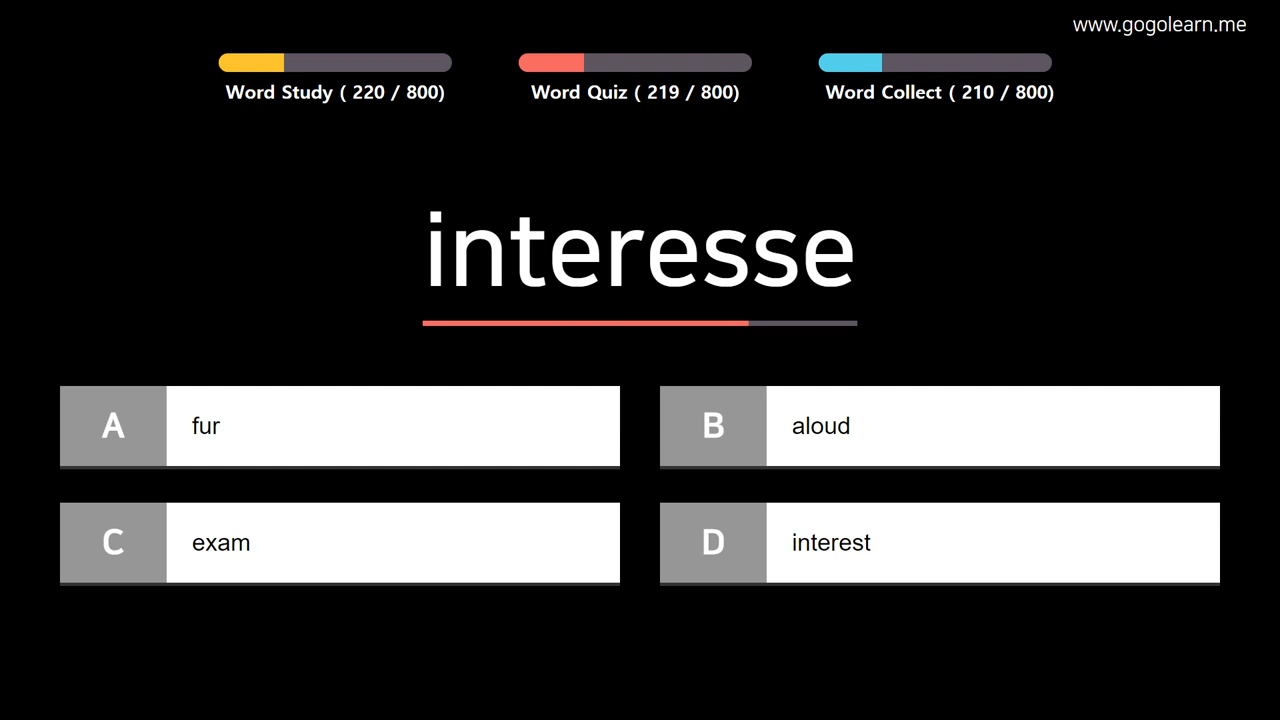 www.gogolearn.me
Word Study ( 220 / 800)
Word Quiz ( 219 / 800)
Word Collect ( 210 / 800)
interesse
A fur
B aloud
C exam
D interest